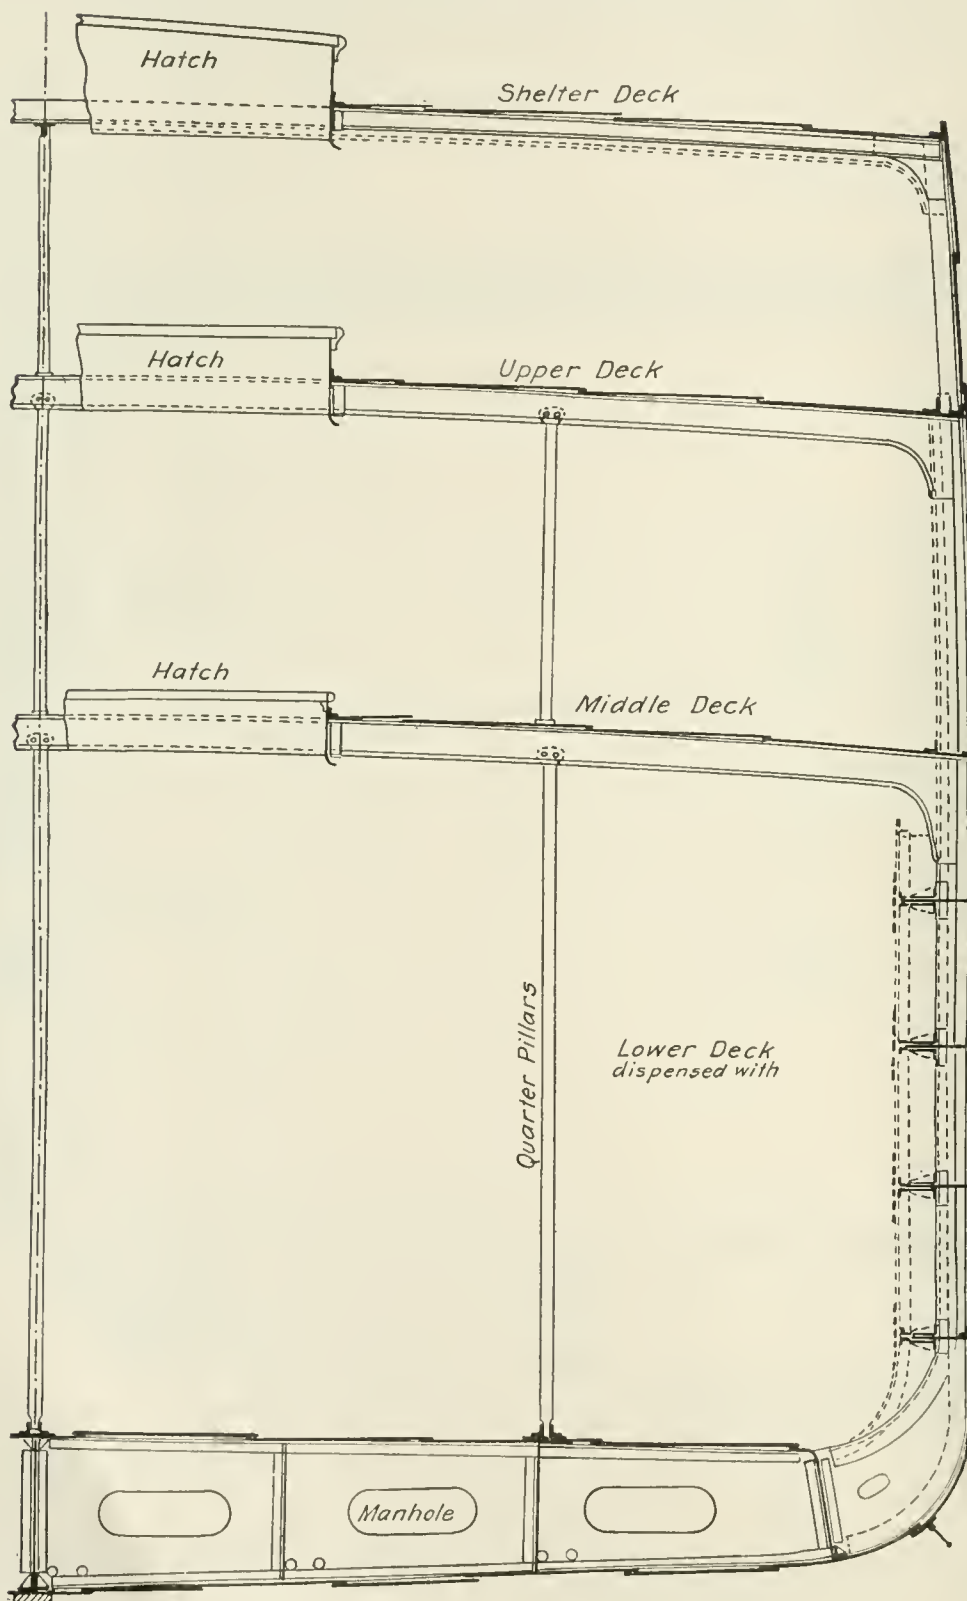 Hatch
Shelter Deck
Hatch
Upper Deck
Hatch
Middle Deck
Quarter Pillars
Lower Deck
dispensed with
Manhole